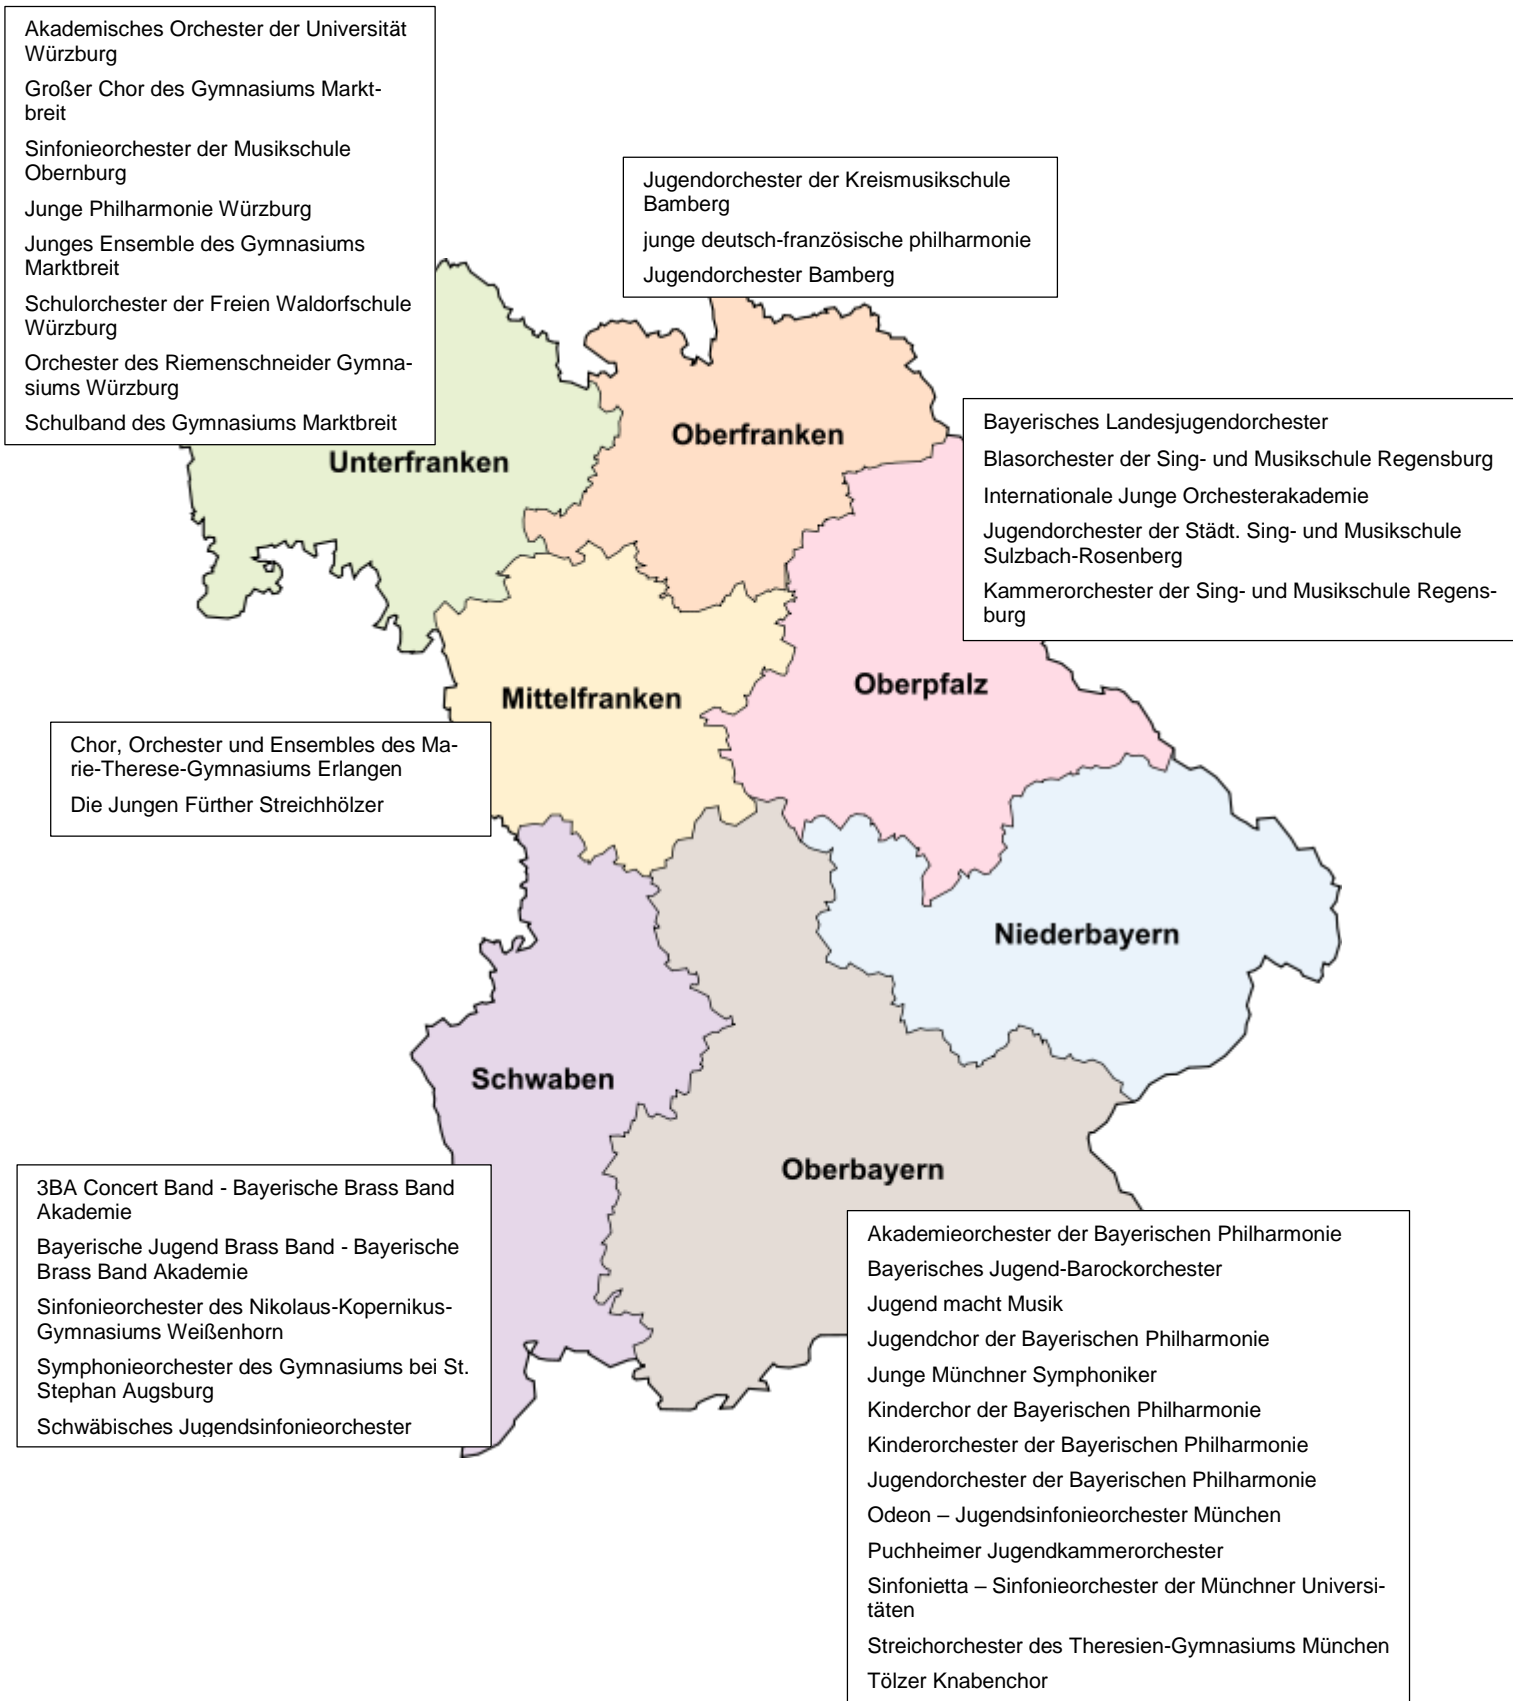 Akademisches Orchester der Universität
Würzburg
Großer Chor des Gymnasiums Markt-
breit
Sinfonieorchester der Musikschule
Obernburg
Junge Philharmonie Würzburg
Junges Ensemble des Gymnasiums
Marktbreit
Schulorchester der Freien Waldorfschule
Würzburg
Orchester des Riemenschneider Gymna-
siums Würzburg
Schulband des Gymnasiums Marktbreit
Jugendorchester der Kreismusikschule
Bamberg
junge deutsch-französische philharmonie
Jugendorchester Bamberg
Unterfranken
Oberfranken
Bayerisches Landesjugendorchester
Blasorchester der Sing- und Musikschule Regensburg
Internationale Junge Orchesterakademie
Jugendorchester der Städt. Sing- und Musikschule
Sulzbach-Rosenberg
Kammerorchester der Sing- und Musikschule Regens-
burg
Mittelfranken
Oberpfalz
Chor, Orchester und Ensembles des Ma-
rie-Therese-Gymnasiums Erlangen
Die Jungen Fürther Streichhölzer
Niederbayern
Schwaben
Oberbayern
3BA Concert Band - Bayerische Brass Band
Akademie
Bayerische Jugend Brass Band - Bayerische
Brass Band Akademie
Sinfonieorchester des Nikolaus-Kopernikus-
Gymnasiums Weißenhorn
Symphonieorchester des Gymnasiums bei St.
Stephan Augsburg
Schwäbisches Jugendsinfonieorchester
Akademieorchester der Bayerischen Philharmonie
Bayerisches Jugend-Barockorchester
Jugend macht Musik
Jugendchor der Bayerischen Philharmonie
Junge Münchner Symphoniker
Kinderchor der Bayerischen Philharmonie
Kinderorchester der Bayerischen Philharmonie
Jugendorchester der Bayerischen Philharmonie
Odeon – Jugendsinfonieorchester München
Puchheimer Jugendkammerorchester
Sinfonietta – Sinfonieorchester der Münchner Universi-
täten
Streichorchester des Theresien-Gymnasiums München
Tölzer Knabenchor